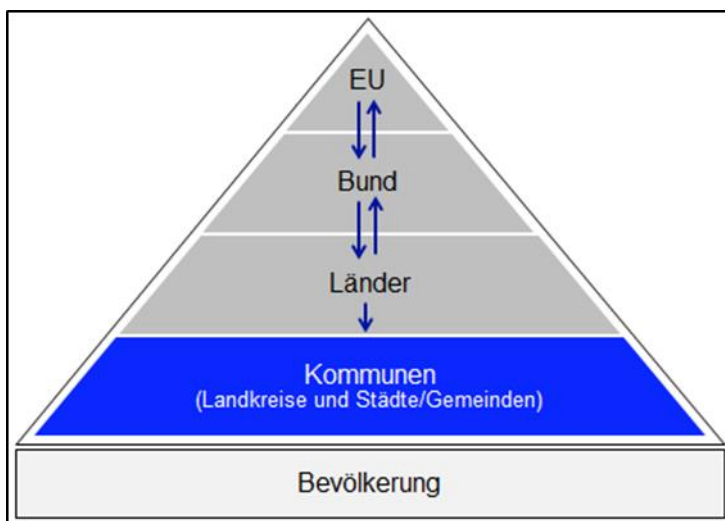 EU
Bund
Länder
Kommunen
(Landkreise und Städte/Gemeinden)
Bevölkerung